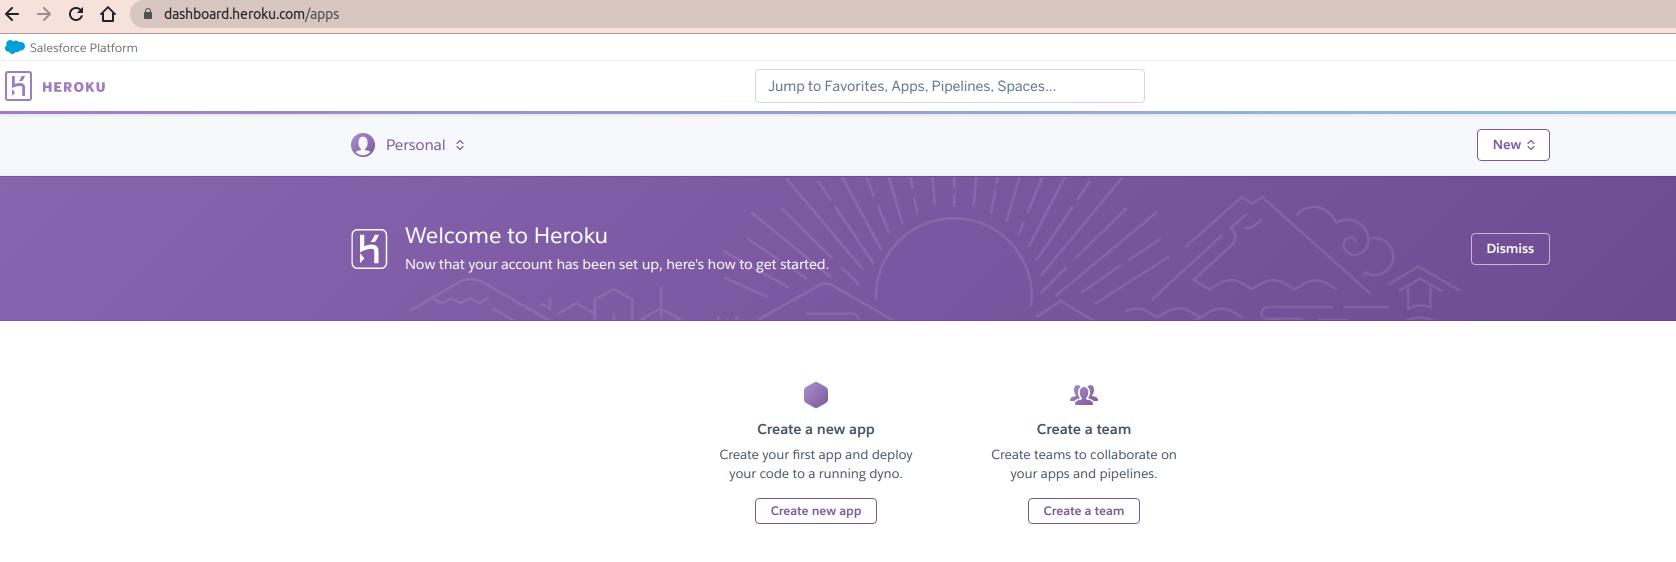 dashboard.heroku.com/apps
Salesforce Platform
HEROKU
Jump to Favorites, Apps, Pipelines, Spaces...
Personal
New
Welcome to Heroku
Now that your account has been set up, here's how to get started.
Dismiss
Create a new app
Create your first app and deploy
your code to a running dyno.
Create new app
Create a team
Create teams to collaborate on
your apps and pipelines.
Create a team